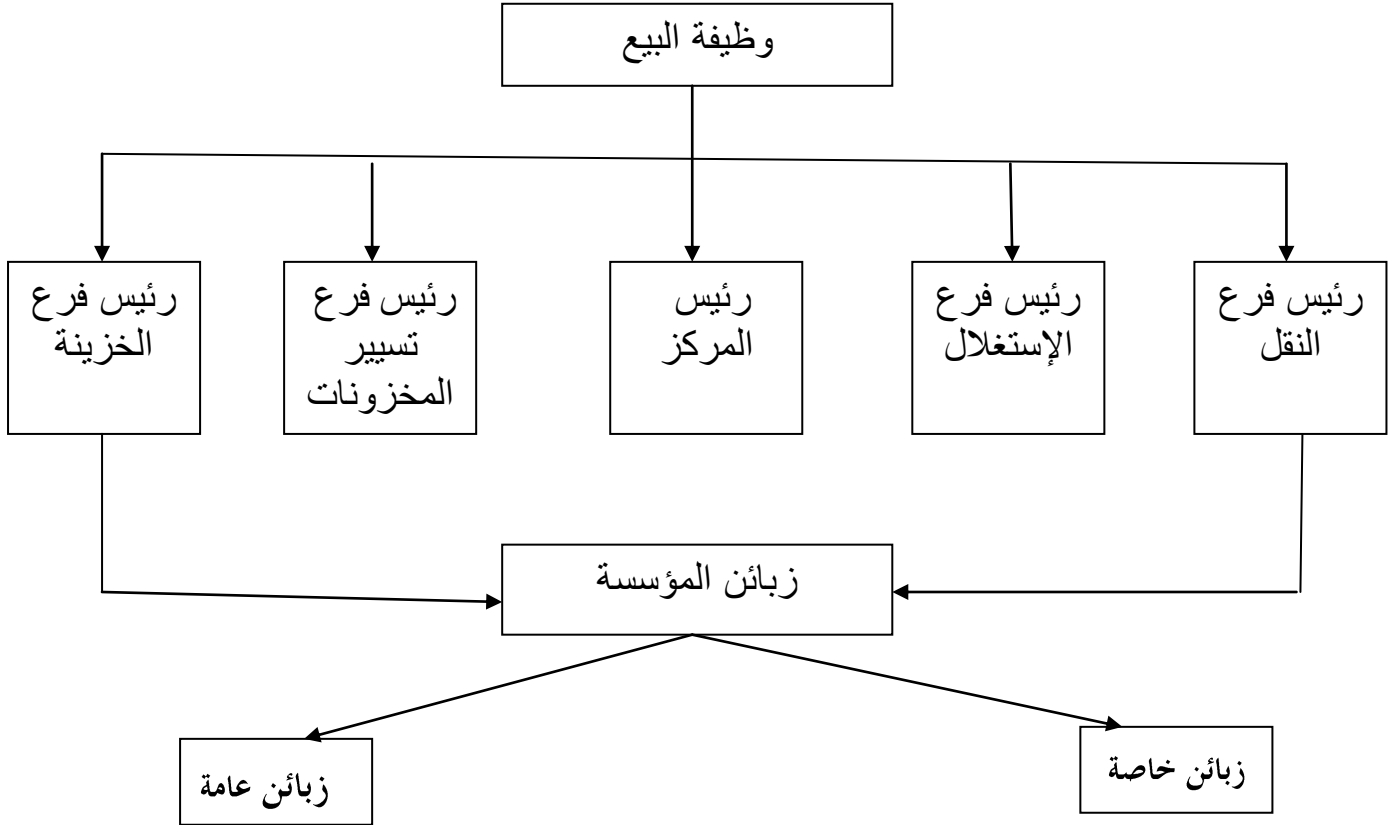 وظيفة البيع
رئيس فرع
النقل
رئيس فرع
الإستغلال
رئيس
المركز
رئيس فرع
تسيير
المخزونات
رئيس فرع
الخزينة
زبائن المؤسسة
زبائن خاصة
زبائن عامة